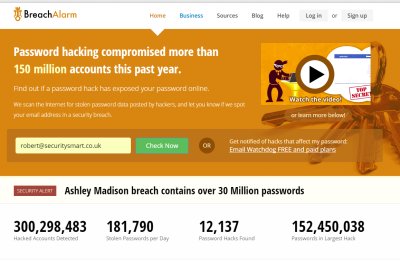 BreachAlarm
Home Business Sources Blog Help Log in or Sign up
Password hacking compromised more than
150 million accounts this past year.
Find out if a password hack has exposed your password online.
We scan the Internet for stolen password data posted by hackers, and let you know if we spot
your email address in a security breach.
TOP
SECRET
Watch the video!
or learn more below!
robert@securitysmart.co.uk Check Now OR
Get notified of hacks that affect my password:
Email Watchdog FREE and paid plans
SECURITY ALERT Ashley Madison breach contains over 30 Million passwords
300,298,483 181,790 12,137 152,450,038
Hacked Accounts Detected Stolen Passwords per Day Password Hacks Found Passwords in Largest Hack